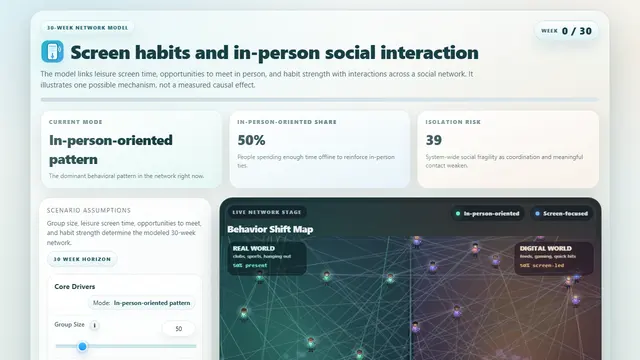 30-WEEK NETWORK MODEL
WEEK 0 / 30
Screen habits and in-person social interaction
The model links leisure screen time, opportunities to meet in person, and habit strength with interactions across a social network. It
illustrates one possible mechanism, not a measured causal effect.
CURRENT MODE
In-person-oriented
pattern
The dominant behavioral pattern in the network right now.
IN-PERSON-ORIENTED SHARE
50%
People spending enough time offline to reinforce in-person
ties.
ISOLATION RISK
39
System-wide social fragility as coordination and meaningful
contact weaken.
SCENARIO ASSUMPTIONS
Group size, leisure screen time, opportunities to meet,
and habit strength determine the modeled 30-week
network.
30 WEEK HORIZON
Core Drivers
Mode: In-person-oriented pattern
Group Size
i
50
LIVE NETWORK STAGE
In-person-oriented
Screen-focused
Behavior Shift Map
REAL WORLD
clubs, sports, hanging out
50% present
DIGITAL WORLD
feeds, gaming, quick hits
50% screen-led